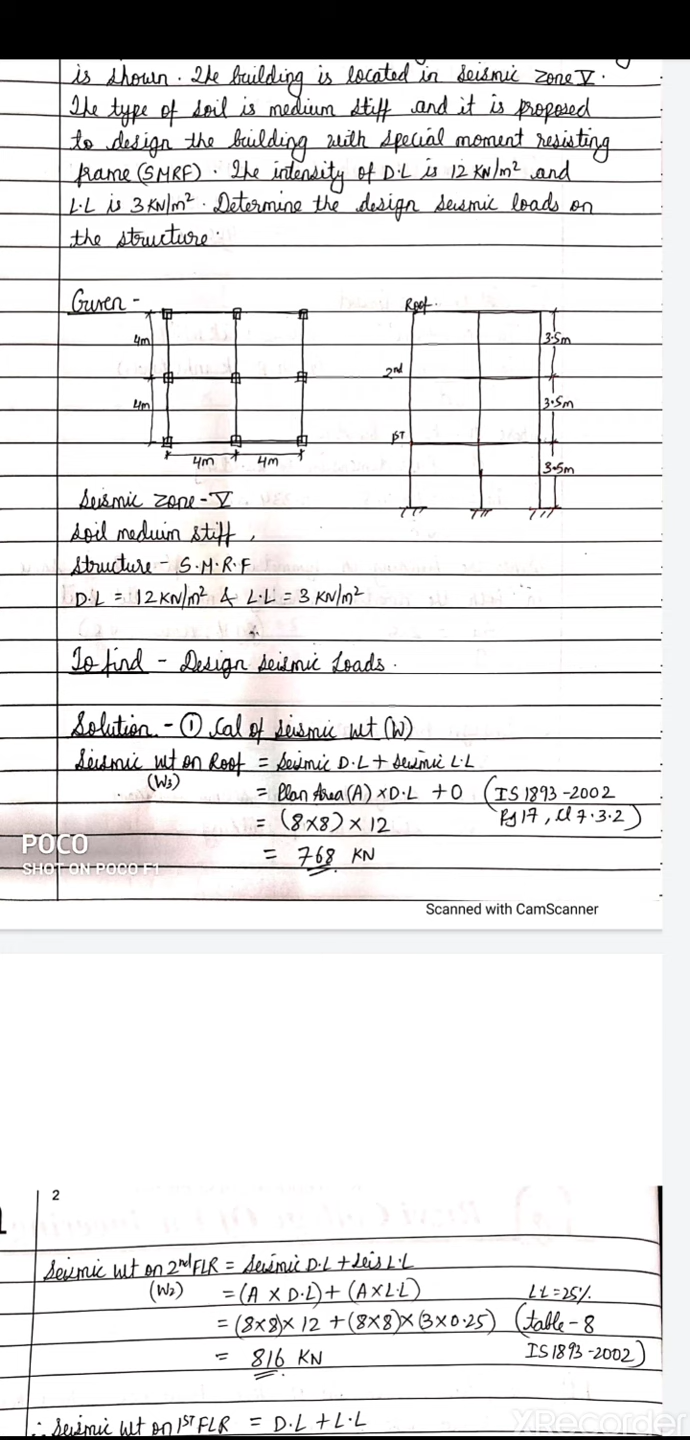 is shown. The building is located in seismic zone V.
The type of soil is medium stiff and it is proposed
to design the building with special moment resisting
frame (SMRF). The intensity of D.L is 12 KN/m² and
L.L is 3 KN/m². Determine the design seismic loads on
the structure.
Given -
Roof
4m
3.5m
2nd
4m
3.5m
1ST
4m 4m
3.5m
Seismic zone - V
Soil meduim stiff,
Structure - S.M.R.F
D.L = 12 KN/m² & L.L = 3 KN/m²
To find - Design seismic Loads.
Solution - ① Cal of seismic wt (W)
Seismic wt on Roof = Seismic D.L + seismic L.L
(W3) = Plan Area (A) × D.L + 0 (IS 1893-2002
= (8×8) × 12 Pg 17, Cl 7.3.2)
= 768 KN
POCO
SHOT ON POCO F1
Scanned with CamScanner
2
Seismic wt on 2nd FLR = Seismic D.L + Seis L.L
(W2) = (A × D.L) + (A × L.L) LL = 25%
= (8×8) × 12 + (8×8) × (3×0.25) (table - 8
= 816 KN IS 1893-2002)
∴ Seismic wt on 1ST FLR = D.L + L.L
XRecorder